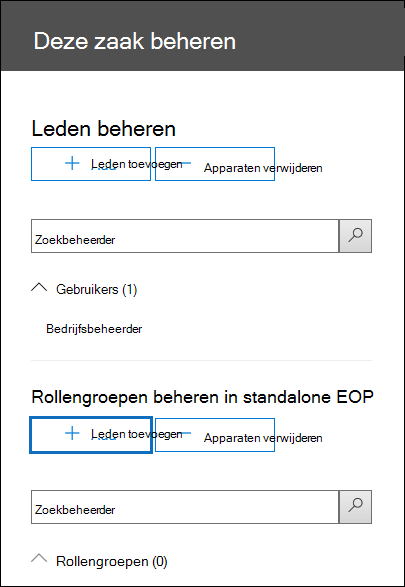 Deze zaak beheren
Leden beheren
Leden toevoegen Apparaten verwijderen
Zoekbeheerder
Gebruikers (1)
Bedrijfsbeheerder
Rollengroepen beheren in standalone EOP
Leden toevoegen Apparaten verwijderen
Zoekbeheerder
Rollengroepen (0)